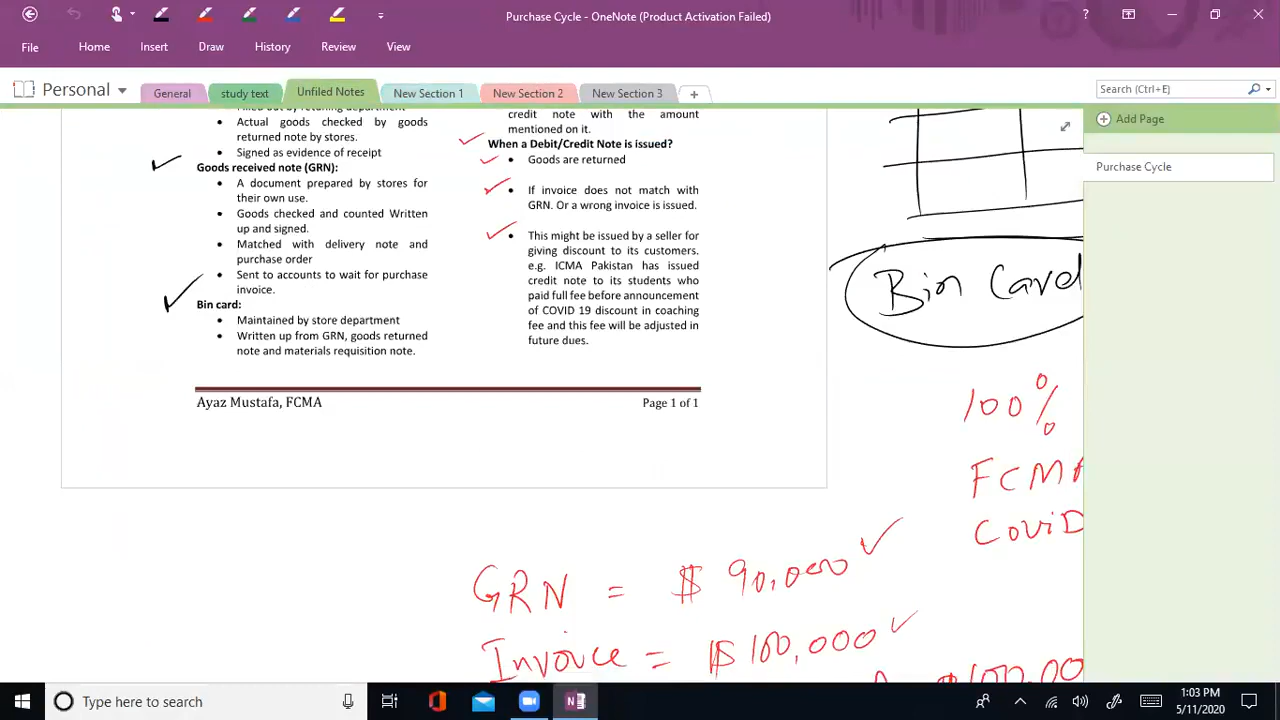 Purchase Cycle - OneNote (Product Activation Failed)
File Home Insert Draw History Review View
Personal General study text Unfiled Notes New Section 1 New Section 2 New Section 3
Search (Ctrl+E)
Add Page
Purchase Cycle
• Actual goods checked by goods
returned note by stores.
• Signed as evidence of receipt
Goods received note (GRN):
• A document prepared by stores for
their own use.
• Goods checked and counted Written
up and signed.
• Matched with delivery note and
purchase order
• Sent to accounts to wait for purchase
invoice.
Bin card:
• Maintained by store department
• Written up from GRN, goods returned
note and materials requisition note.
credit note with the amount
mentioned on it.
When a Debit/Credit Note is issued?
• Goods are returned
• If invoice does not match with
GRN. Or a wrong invoice is issued.
• This might be issued by a seller for
giving discount to its customers.
e.g. ICMA Pakistan has issued
credit note to its students who
paid full fee before announcement
of COVID 19 discount in coaching
fee and this fee will be adjusted in
future dues.
Ayaz Mustafa, FCMA Page 1 of 1
Bin Card
100%
FCMA
CoviD
GRN = $ 90,000
Invoice = $100,000
Type here to search
1:03 PM
5/11/2020